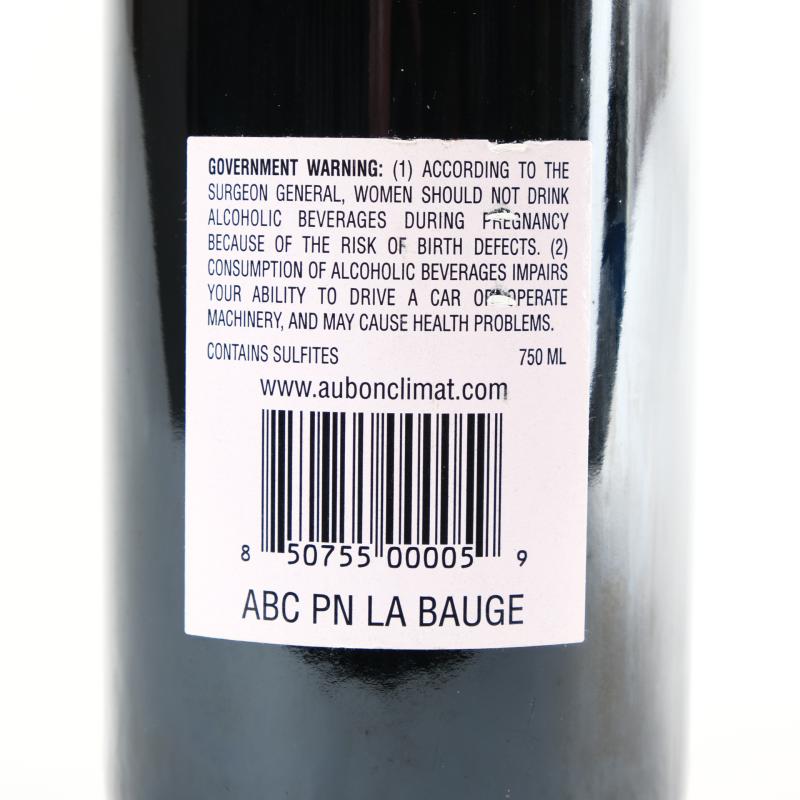 GOVERNMENT WARNING: (1) ACCORDING TO THE
SURGEON GENERAL, WOMEN SHOULD NOT DRINK
ALCOHOLIC BEVERAGES DURING PREGNANCY
BECAUSE OF THE RISK OF BIRTH DEFECTS. (2)
CONSUMPTION OF ALCOHOLIC BEVERAGES IMPAIRS
YOUR ABILITY TO DRIVE A CAR OR OPERATE
MACHINERY, AND MAY CAUSE HEALTH PROBLEMS.
CONTAINS SULFITES 750 ML
www.aubonclimat.com
8 50755 00005 9
ABC PN LA BAUGE